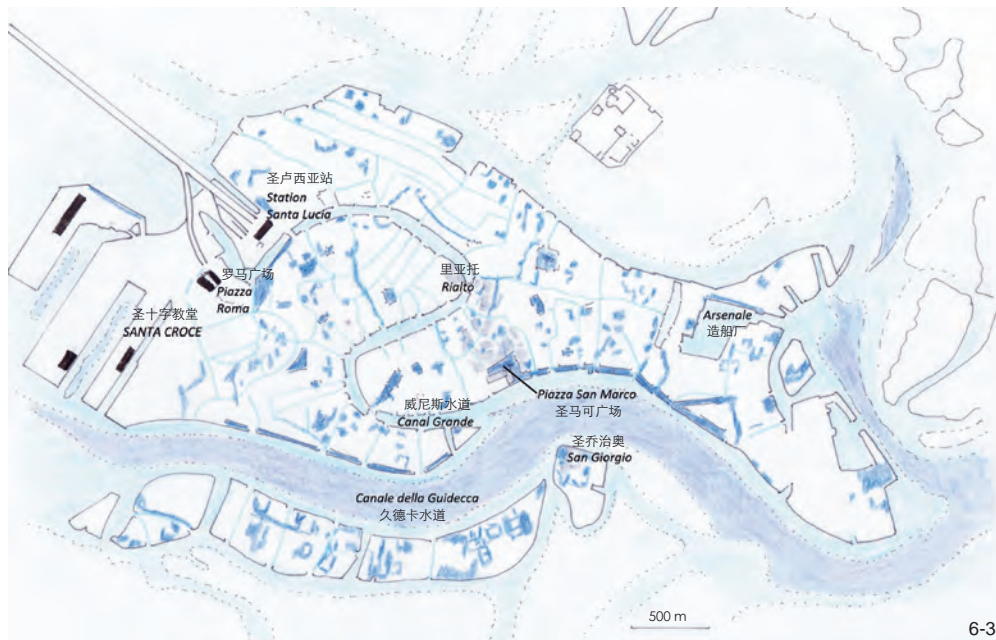 圣卢西亚站
Station
Santa Lucia
罗马广场
Piazza
Roma
里亚托
Rialto
圣十字教堂
SANTA CROCE
Arsenale
造船厂
威尼斯水道
Canal Grande
Piazza San Marco
圣马可广场
圣乔治奥
San Giorgio
Canale della Guidecca
久德卡水道
500 m
6-3